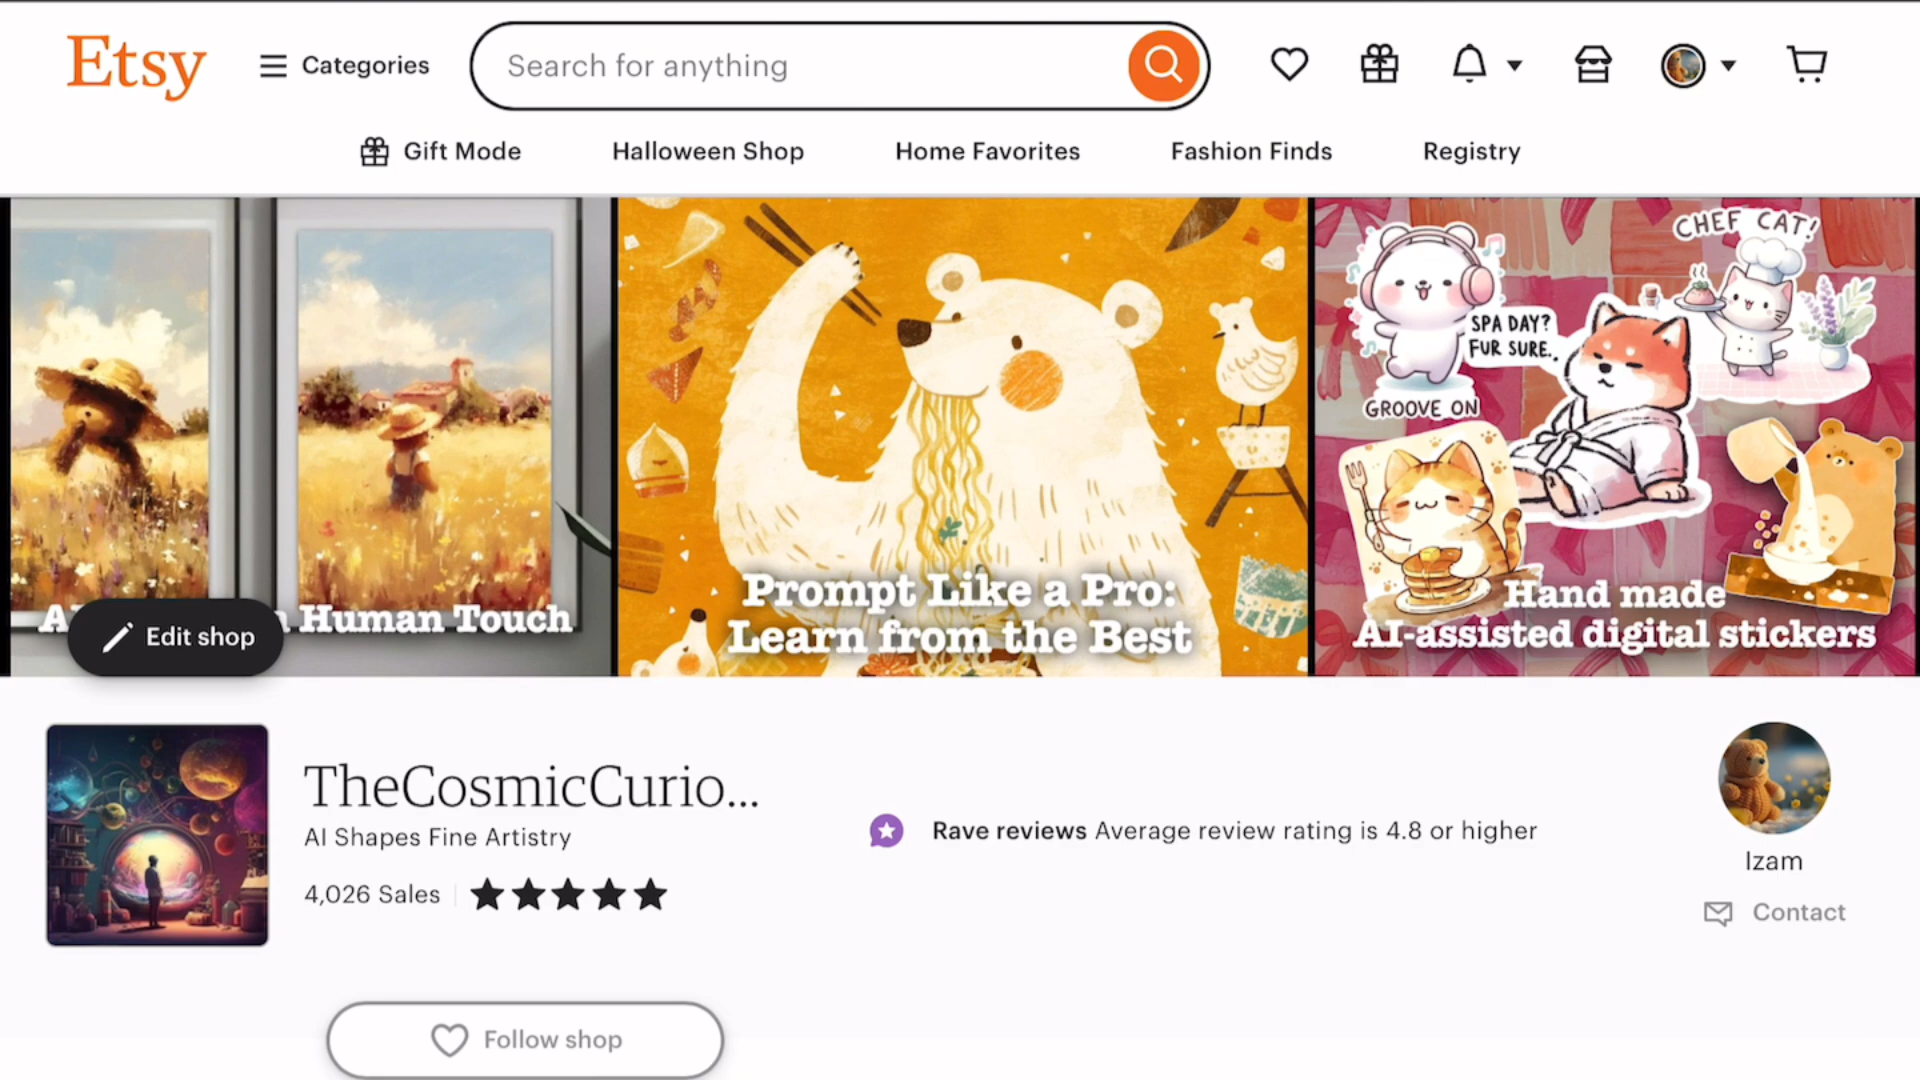 Etsy
Categories
Search for anything
Gift Mode
Halloween Shop
Home Favorites
Fashion Finds
Registry
Human Touch
Prompt Like a Pro:
Learn from the Best
CHEF CAT!
SPA DAY?
FUR SURE..
GROOVE ON
Hand made
AI-assisted digital stickers
Edit shop
TheCosmicCurio...
AI Shapes Fine Artistry
4,026 Sales
Rave reviews Average review rating is 4.8 or higher
Izam
Contact
Follow shop